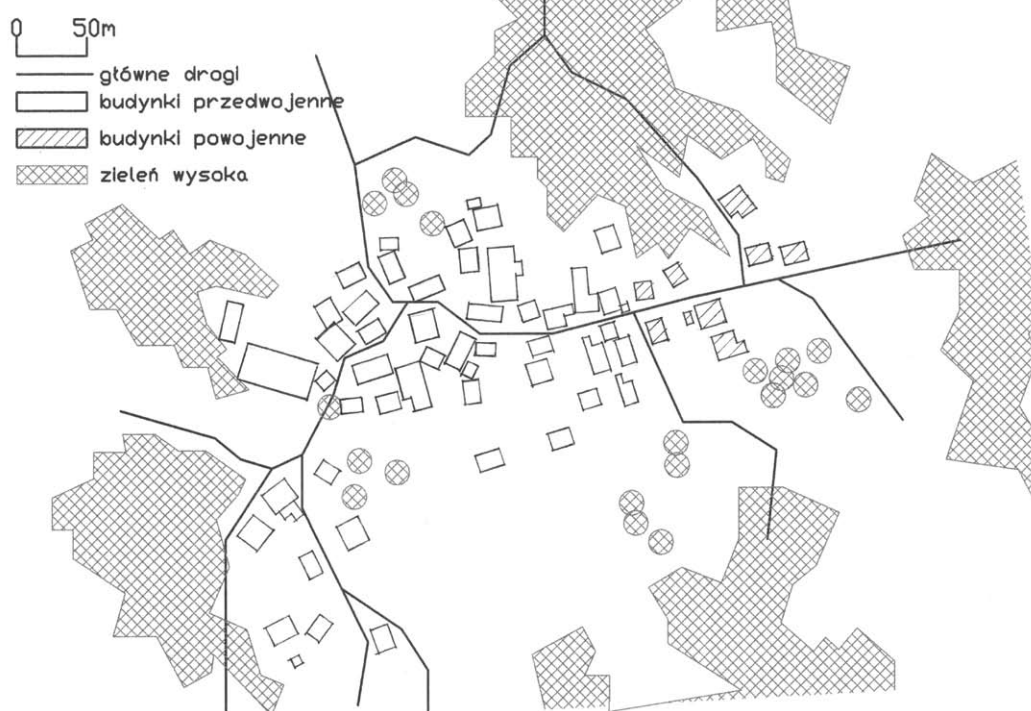 0 50m
główne drogi
budynki przedwojenne
budynki powojenne
zieleń wysoka